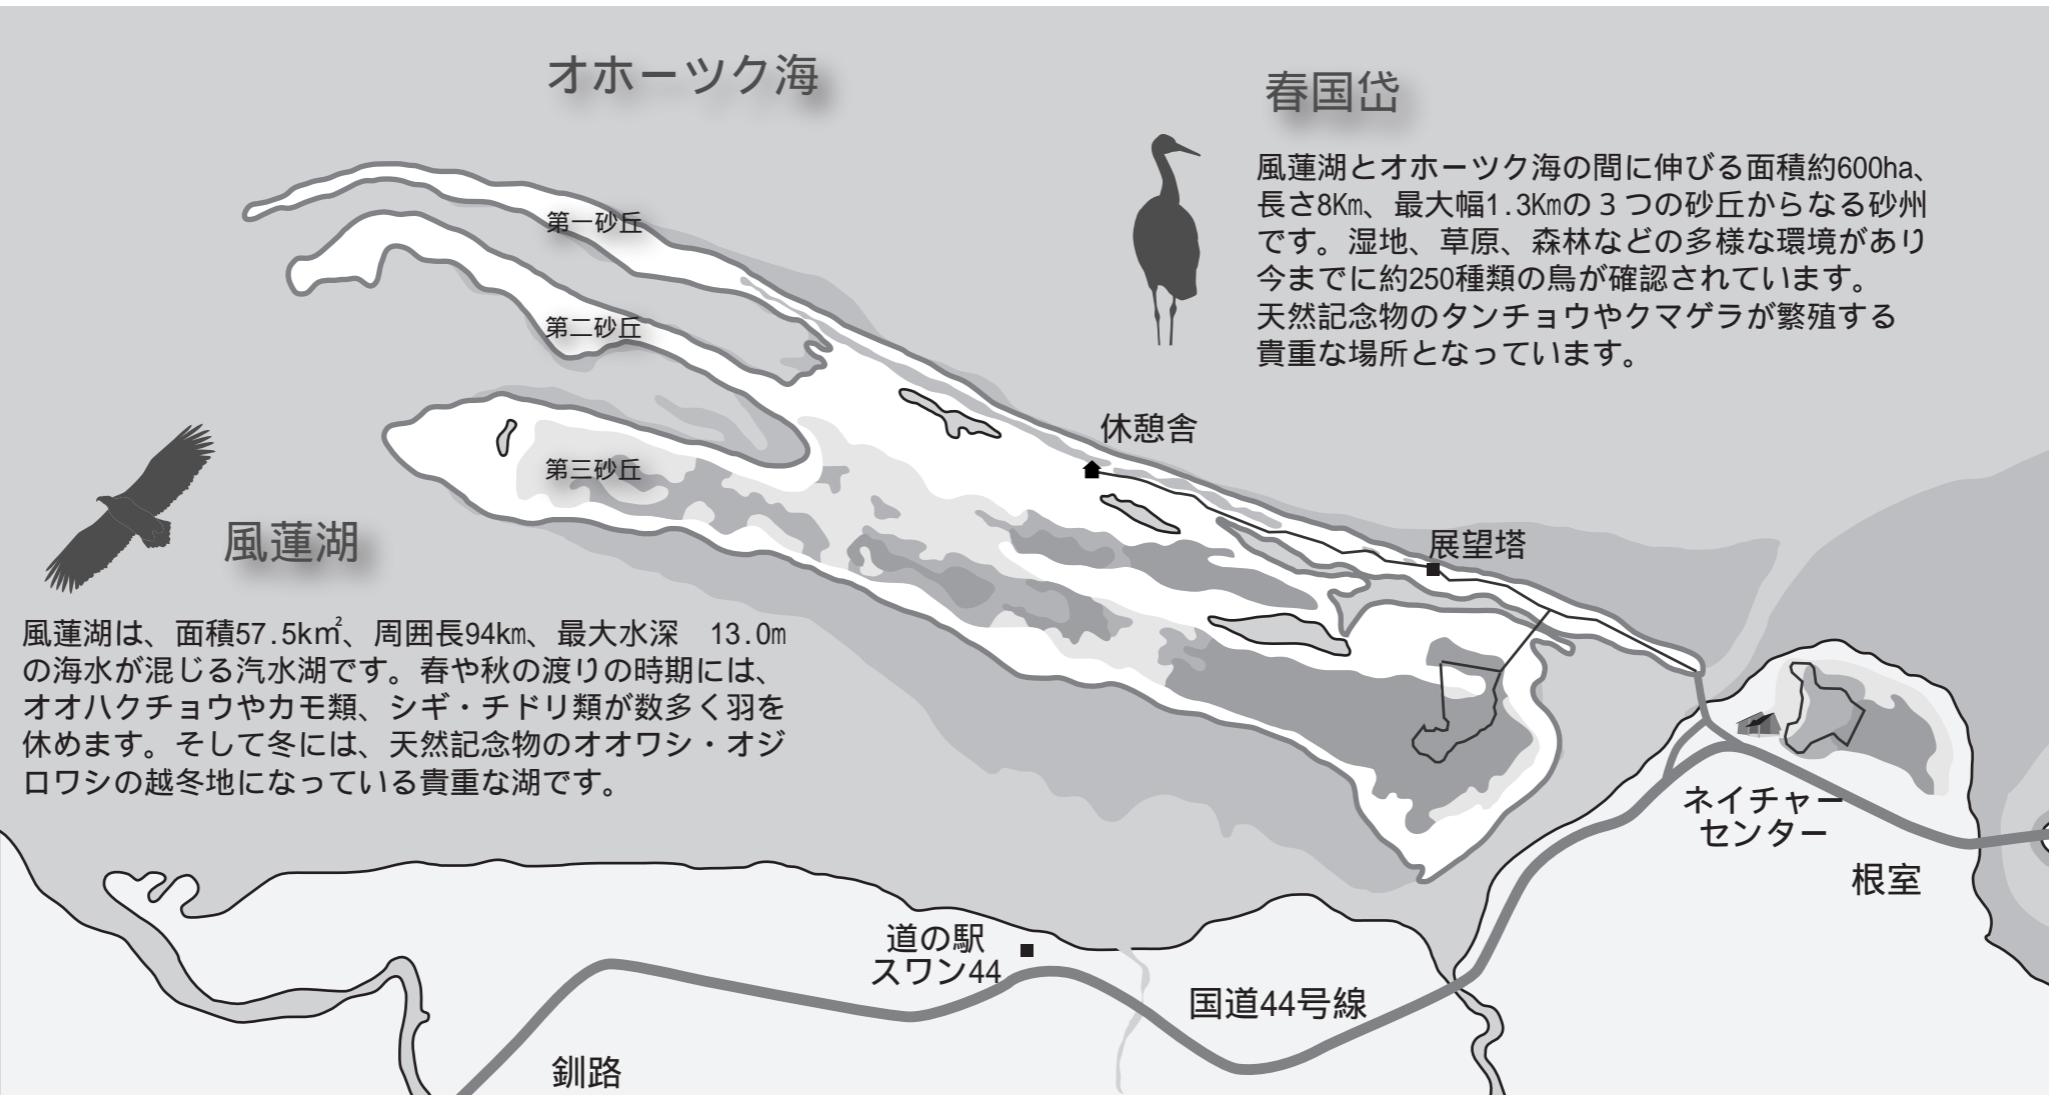 オホーツク海
春国岱
風蓮湖とオホーツク海の間に伸びる面積約600ha、
長さ8Km、最大幅1.3Kmの３つの砂丘からなる砂州
です。湿地、草原、森林などの多様な環境があり
今までに約250種類の鳥が確認されています。
天然記念物のタンチョウやクマゲラが繁殖する
貴重な場所となっています。
第一砂丘
第二砂丘
第三砂丘
休憩舎
展望塔
風蓮湖
風蓮湖は、面積57.5k㎡、周囲長94km、最大水深　13.0m
の海水が混じる汽水湖です。春や秋の渡りの時期には、
オオハクチョウやカモ類、シギ・チドリ類が数多く羽を
休めます。そして冬には、天然記念物のオオワシ・オジ
ロワシの越冬地になっている貴重な湖です。
ネイチャー
センター
根室
道の駅
スワン44
国道44号線
釧路